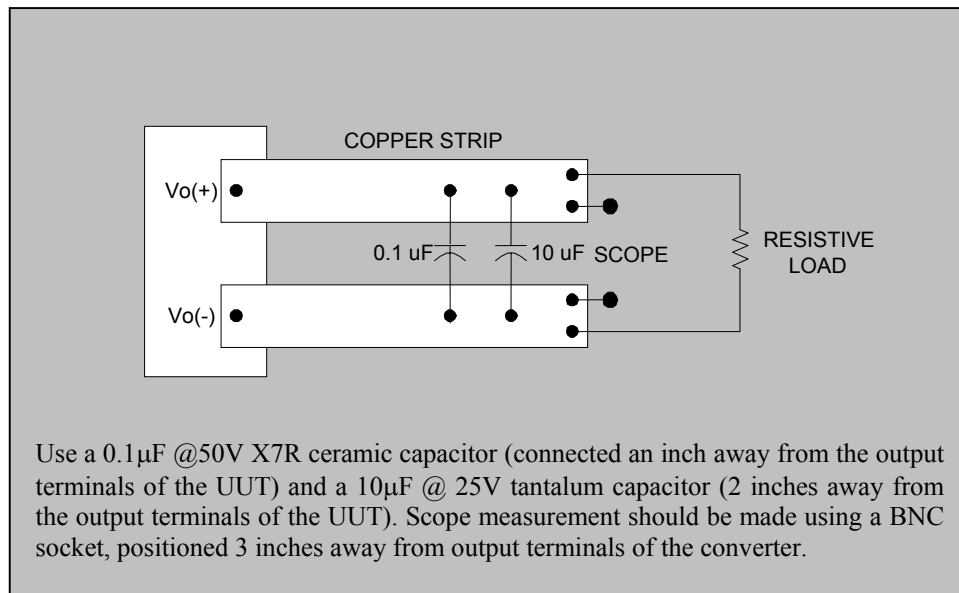 COPPER STRIP
Vo(+)
0.1 uF
10 uF
SCOPE
RESISTIVE
LOAD
Vo(-)
Use a 0.1μF @50V X7R ceramic capacitor (connected an inch away from the output
terminals of the UUT) and a 10μF @ 25V tantalum capacitor (2 inches away from
the output terminals of the UUT). Scope measurement should be made using a BNC
socket, positioned 3 inches away from output terminals of the converter.